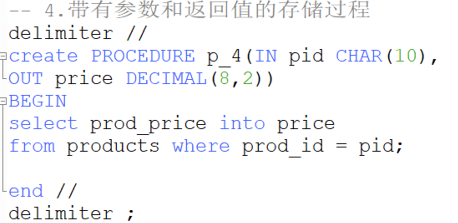 -- 4.带有参数和返回值的存储过程
delimiter //
create PROCEDURE p_4(IN pid CHAR(10),
OUT price DECIMAL(8,2))
BEGIN
select prod_price into price
from products where prod_id = pid;
end //
delimiter ;